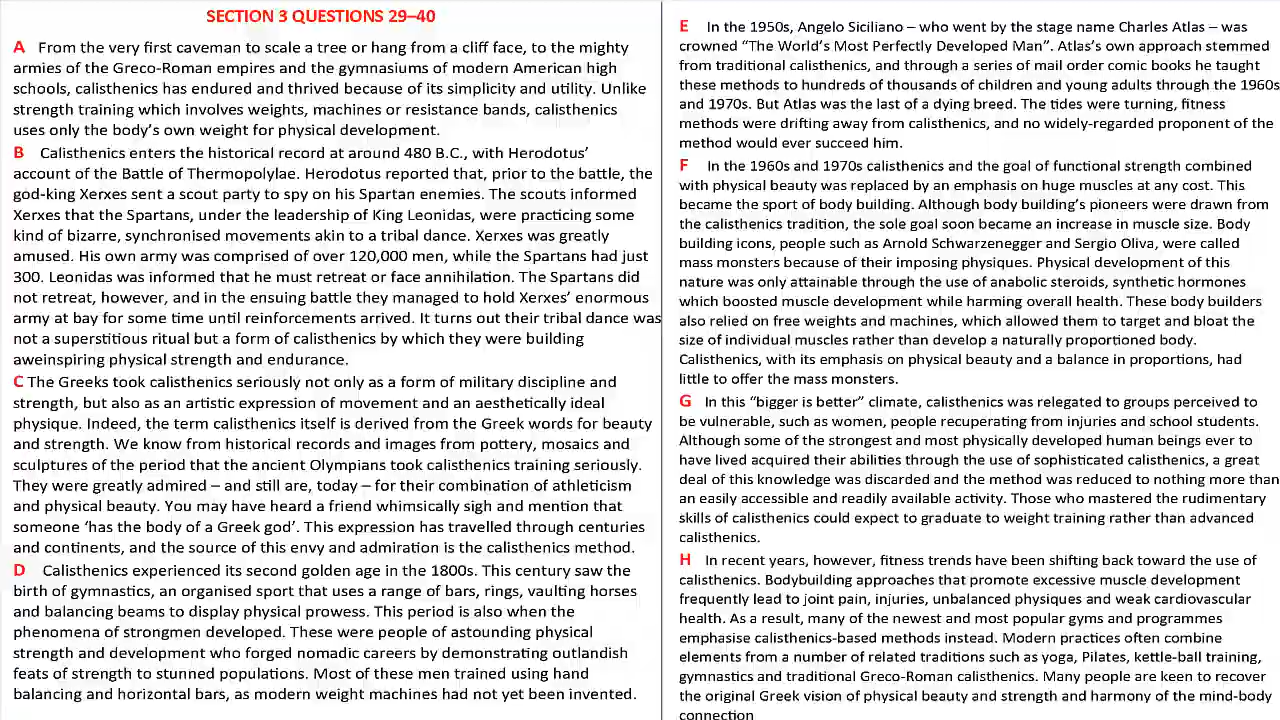 SECTION 3 QUESTIONS 29–40
A From the very first caveman to scale a tree or hang from a cliff face, to the mighty
armies of the Greco-Roman empires and the gymnasiums of modern American high
schools, calisthenics has endured and thrived because of its simplicity and utility. Unlike
strength training which involves weights, machines or resistance bands, calisthenics
uses only the body's own weight for physical development.
B Calisthenics enters the historical record at around 480 B.C., with Herodotus'
account of the Battle of Thermopolylae. Herodotus reported that, prior to the battle, the
god-king Xerxes sent a scout party to spy on his Spartan enemies. The scouts informed
Xerxes that the Spartans, under the leadership of King Leonidas, were practicing some
kind of bizarre, synchronised movements akin to a tribal dance. Xerxes was greatly
amused. His own army was comprised of over 120,000 men, while the Spartans had just
300. Leonidas was informed that he must retreat or face annihilation. The Spartans did
not retreat, however, and in the ensuing battle they managed to hold Xerxes' enormous
army at bay for some time until reinforcements arrived. It turns out their tribal dance was
not a superstitious ritual but a form of calisthenics by which they were building
aweinspiring physical strength and endurance.
C The Greeks took calisthenics seriously not only as a form of military discipline and
strength, but also as an artistic expression of movement and an aesthetically ideal
physique. Indeed, the term calisthenics itself is derived from the Greek words for beauty
and strength. We know from historical records and images from pottery, mosaics and
sculptures of the period that the ancient Olympians took calisthenics training seriously.
They were greatly admired – and still are, today – for their combination of athleticism
and physical beauty. You may have heard a friend whimsically sigh and mention that
someone 'has the body of a Greek god'. This expression has travelled through centuries
and continents, and the source of this envy and admiration is the calisthenics method.
D Calisthenics experienced its second golden age in the 1800s. This century saw the
birth of gymnastics, an organised sport that uses a range of bars, rings, vaulting horses
and balancing beams to display physical prowess. This period is also when the
phenomena of strongmen developed. These were people of astounding physical
strength and development who forged nomadic careers by demonstrating outlandish
feats of strength to stunned populations. Most of these men trained using hand
balancing and horizontal bars, as modern weight machines had not yet been invented.
E In the 1950s, Angelo Siciliano – who went by the stage name Charles Atlas – was
crowned "The World's Most Perfectly Developed Man". Atlas's own approach stemmed
from traditional calisthenics, and through a series of mail order comic books he taught
these methods to hundreds of thousands of children and young adults through the 1960s
and 1970s. But Atlas was the last of a dying breed. The tides were turning, fitness
methods were drifting away from calisthenics, and no widely-regarded proponent of the
method would ever succeed him.
F In the 1960s and 1970s calisthenics and the goal of functional strength combined
with physical beauty was replaced by an emphasis on huge muscles at any cost. This
became the sport of body building. Although body building's pioneers were drawn from
the calisthenics tradition, the sole goal soon became an increase in muscle size. Body
building icons, people such as Arnold Schwarzenegger and Sergio Oliva, were called
mass monsters because of their imposing physiques. Physical development of this
nature was only attainable through the use of anabolic steroids, synthetic hormones
which boosted muscle development while harming overall health. These body builders
also relied on free weights and machines, which allowed them to target and bloat the
size of individual muscles rather than develop a naturally proportioned body.
Calisthenics, with its emphasis on physical beauty and a balance in proportions, had
little to offer the mass monsters.
G In this "bigger is better" climate, calisthenics was relegated to groups perceived to
be vulnerable, such as women, people recuperating from injuries and school students.
Although some of the strongest and most physically developed human beings ever to
have lived acquired their abilities through the use of sophisticated calisthenics, a great
deal of this knowledge was discarded and the method was reduced to nothing more than
an easily accessible and readily available activity. Those who mastered the rudimentary
skills of calisthenics could expect to graduate to weight training rather than advanced
calisthenics.
H In recent years, however, fitness trends have been shifting back toward the use of
calisthenics. Bodybuilding approaches that promote excessive muscle development
frequently lead to joint pain, injuries, unbalanced physiques and weak cardiovascular
health. As a result, many of the newest and most popular gyms and programmes
emphasise calisthenics-based methods instead. Modern practices often combine
elements from a number of related traditions such as yoga, Pilates, kettle-ball training,
gymnastics and traditional Greco-Roman calisthenics. Many people are keen to recover
the original Greek vision of physical beauty and strength and harmony of the mind-body
connection